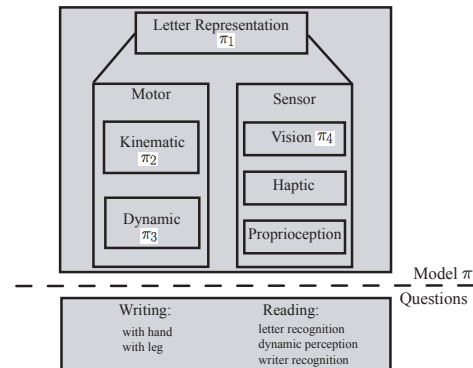 Letter Representation
π1
Motor
Kinematic
π2
Dynamic
π3
Sensor
Vision π4
Haptic
Proprioception
Model π
Questions
Writing:
with hand
with leg
Reading:
letter recognition
dynamic perception
writer recognition